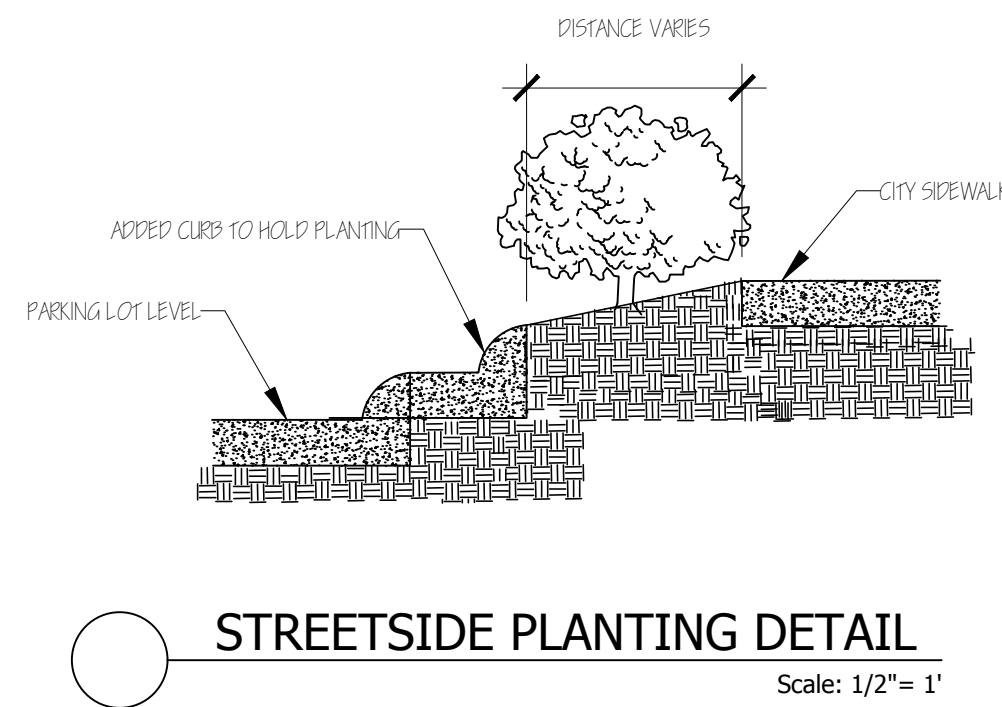 DISTANCE VARIES
CITY SIDEWALK
ADDED CURB TO HOLD PLANTING
PARKING LOT LEVEL
STREETSIDE PLANTING DETAIL
Scale: 1/2"= 1'